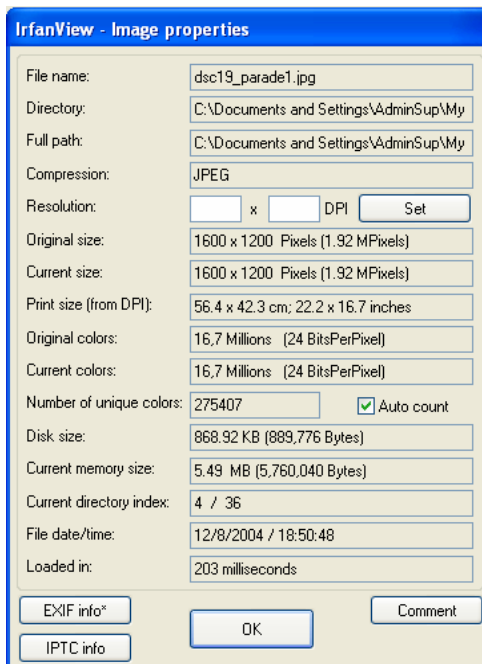 IrfanView - Image properties
File name: dsc19_parade1.jpg
Directory: C:\Documents and Settings\AdminSup\My
Full path: C:\Documents and Settings\AdminSup\My
Compression: JPEG
Resolution: x DPI Set
Original size: 1600 x 1200 Pixels (1.92 MPixels)
Current size: 1600 x 1200 Pixels (1.92 MPixels)
Print size (from DPI): 56.4 x 42.3 cm; 22.2 x 16.7 inches
Original colors: 16,7 Millions (24 BitsPerPixel)
Current colors: 16,7 Millions (24 BitsPerPixel)
Number of unique colors: 275407 Auto count
Disk size: 868.92 KB (889,776 Bytes)
Current memory size: 5.49 MB (5,760,040 Bytes)
Current directory index: 4 / 36
File date/time: 12/8/2004 / 18:50:48
Loaded in: 203 milliseconds
EXIF info* OK Comment
IPTC info